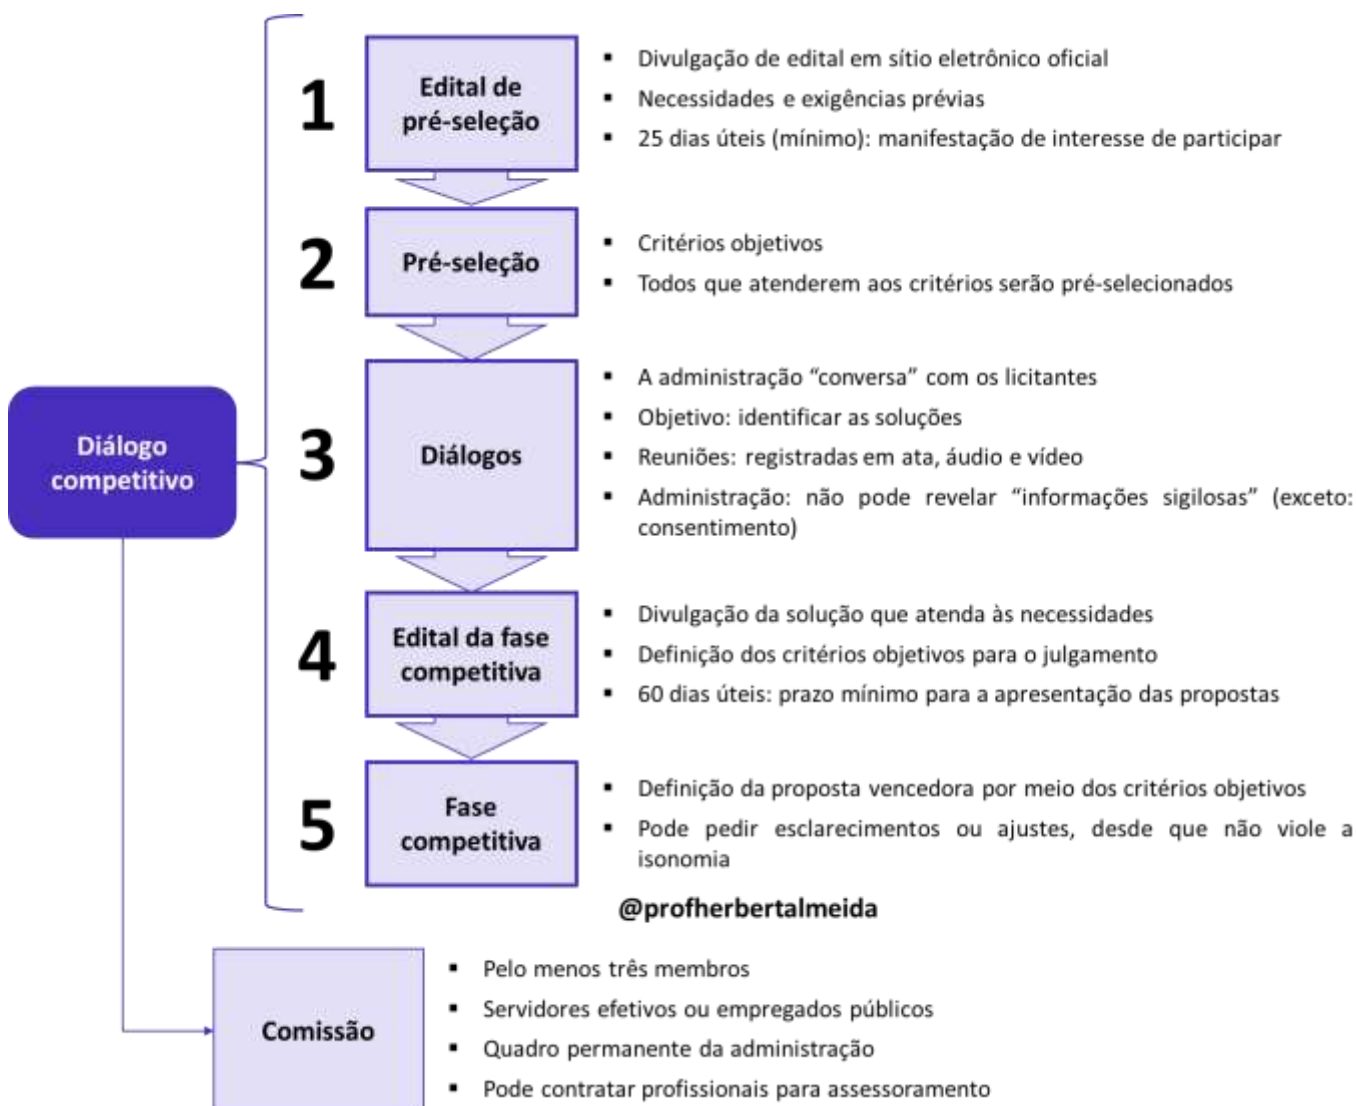 1
Edital de
pré-seleção
▪ Divulgação de edital em sítio eletrônico oficial
▪ Necessidades e exigências prévias
▪ 25 dias úteis (mínimo): manifestação de interesse de participar
2
Pré-seleção
▪ Critérios objetivos
▪ Todos que atenderem aos critérios serão pré-selecionados
Diálogo
competitivo
3
Diálogos
▪ A administração “conversa” com os licitantes
▪ Objetivo: identificar as soluções
▪ Reuniões: registradas em ata, áudio e vídeo
▪ Administração: não pode revelar “informações sigilosas” (exceto:
consentimento)
4
Edital da fase
competitiva
▪ Divulgação da solução que atenda às necessidades
▪ Definição dos critérios objetivos para o julgamento
▪ 60 dias úteis: prazo mínimo para a apresentação das propostas
5
Fase
competitiva
▪ Definição da proposta vencedora por meio dos critérios objetivos
▪ Pode pedir esclarecimentos ou ajustes, desde que não viole a
isonomia
@profherbertalmeida
Comissão
▪ Pelo menos três membros
▪ Servidores efetivos ou empregados públicos
▪ Quadro permanente da administração
▪ Pode contratar profissionais para assessoramento